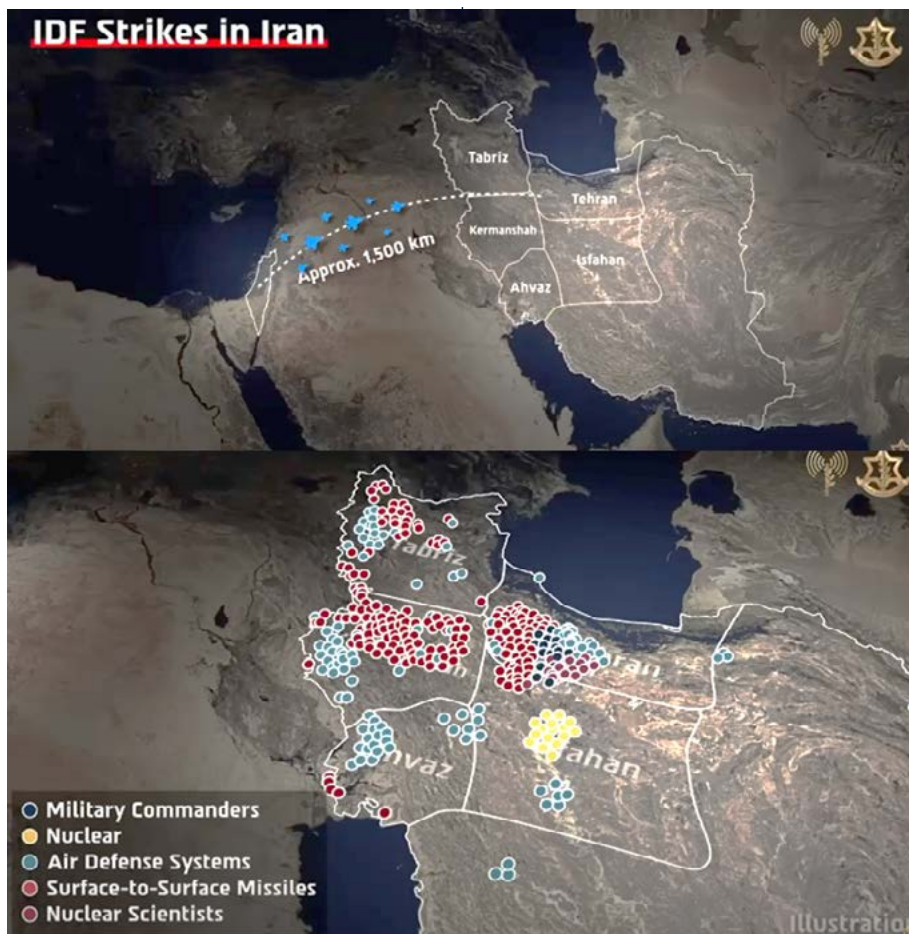 IDF Strikes in Iran
Tabriz
Tehran
Kermanshah
Isfahan
Approx. 1,500 km
Ahvaz
Tabriz
Military Commanders
Nuclear
Air Defense Systems
Surface-to-Surface Missiles
Nuclear Scientists